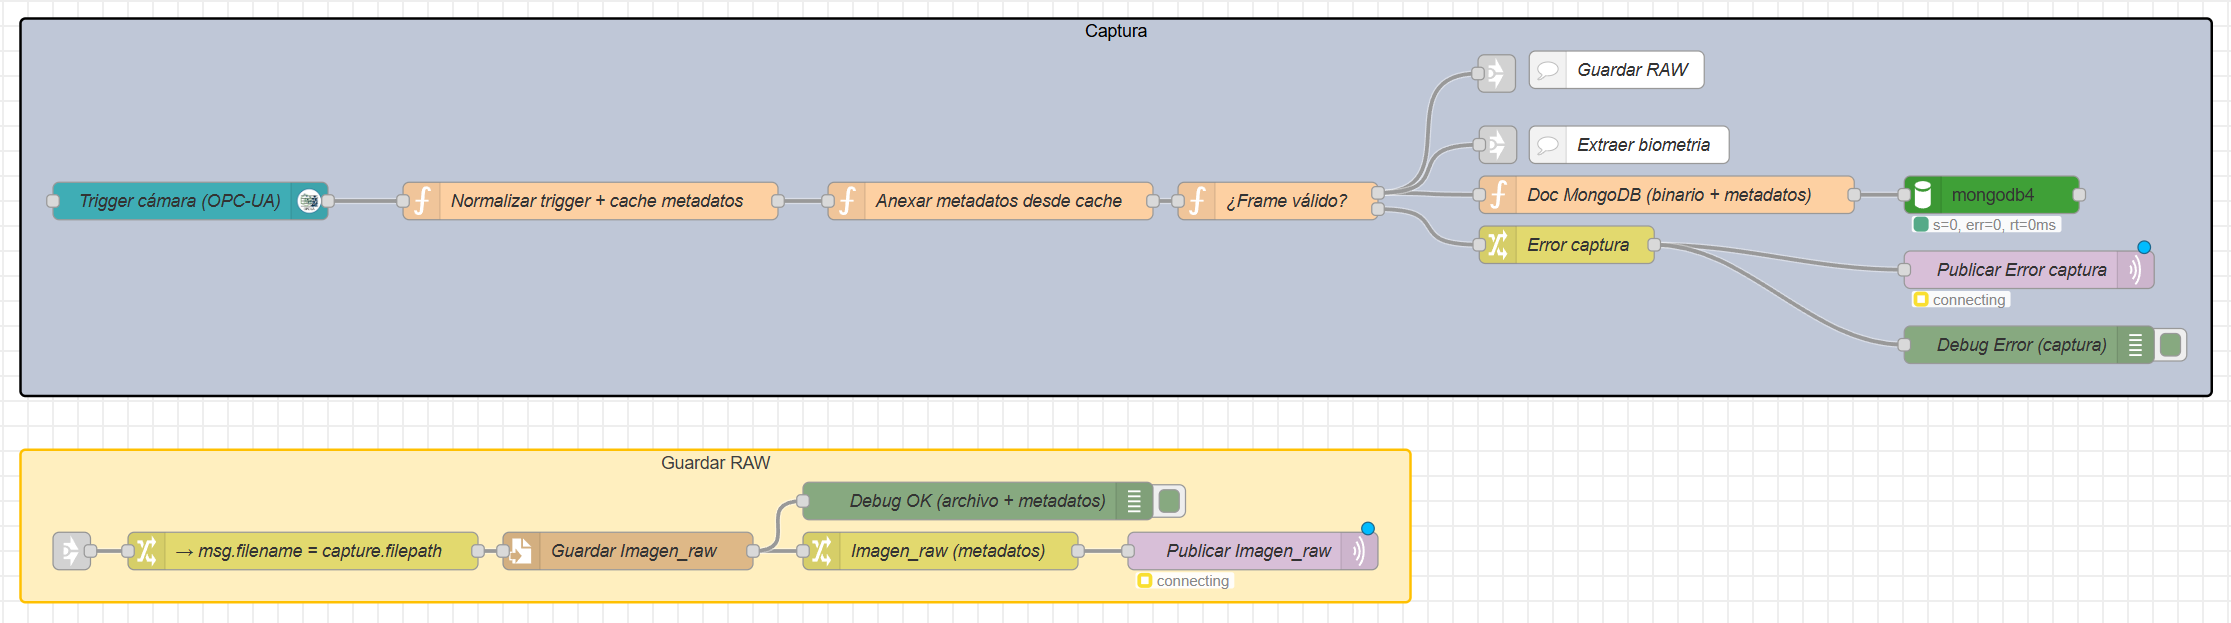 Captura
Guardar RAW
Extraer biometria
Trigger cámara (OPC-UA)
Normalizar trigger + cache metadatos
Anexar metadatos desde cache
¿Frame válido?
Doc MongoDB (binario + metadatos)
mongodb4
s=0, err=0, rt=0ms
Error captura
Publicar Error captura
connecting
Debug Error (captura)
Guardar RAW
Debug OK (archivo + metadatos)
→ msg.filename = capture.filepath
Guardar Imagen_raw
Imagen_raw (metadatos)
Publicar Imagen_raw
connecting